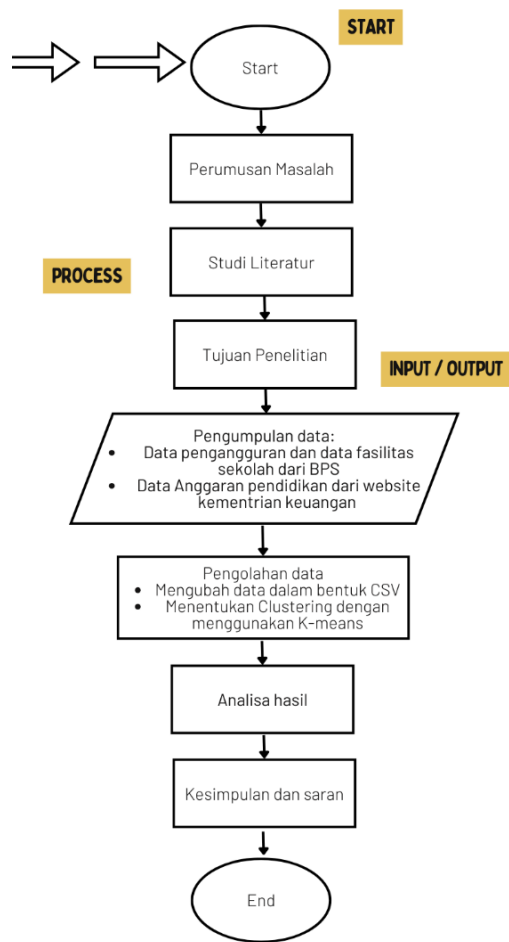 START
Start
Perumusan Masalah
Studi Literatur
PROCESS
Tujuan Penelitian
INPUT / OUTPUT
Pengumpulan data:
• Data pengangguran dan data fasilitas
sekolah dari BPS
• Data Anggaran pendidikan dari website
kementrian keuangan
Pengolahan data
• Mengubah data dalam bentuk CSV
• Menentukan Clustering dengan
menggunakan K-means
Analisa hasil
Kesimpulan dan saran
End